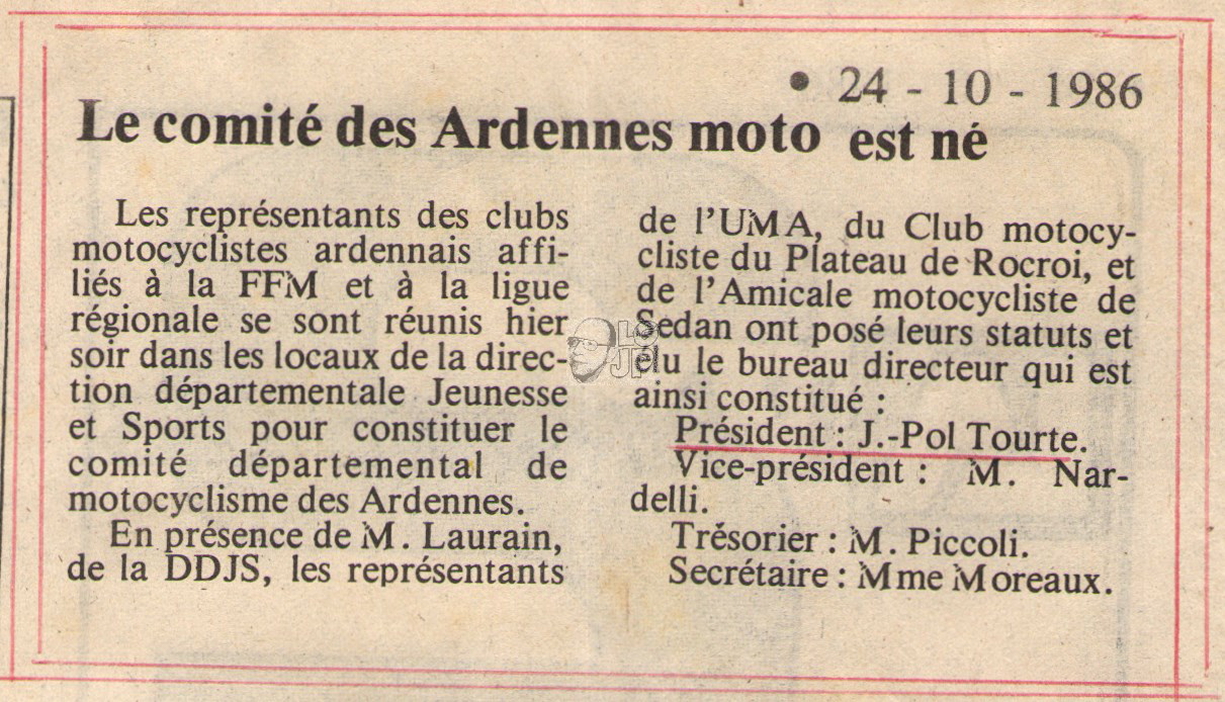 • 24 - 10 - 1986
Le comité des Ardennes moto est né
Les représentants des clubs
motocyclistes ardennais affi-
liés à la FFM et à la ligue
régionale se sont réunis hier
soir dans les locaux de la direc-
tion départementale Jeunesse
et Sports pour constituer le
comité départemental de
motocyclisme des Ardennes.
En présence de M. Laurain,
de la DDJS, les représentants
de l'UMA, du Club motocy-
cliste du Plateau de Rocroi, et
de l'Amicale motocycliste de
Sedan ont posé leurs statuts et
élu le bureau directeur qui est
ainsi constitué :
Président : J.-Pol Tourte.
Vice-président : M. Nar-
delli.
Trésorier : M. Piccoli.
Secrétaire : Mme Moreaux.